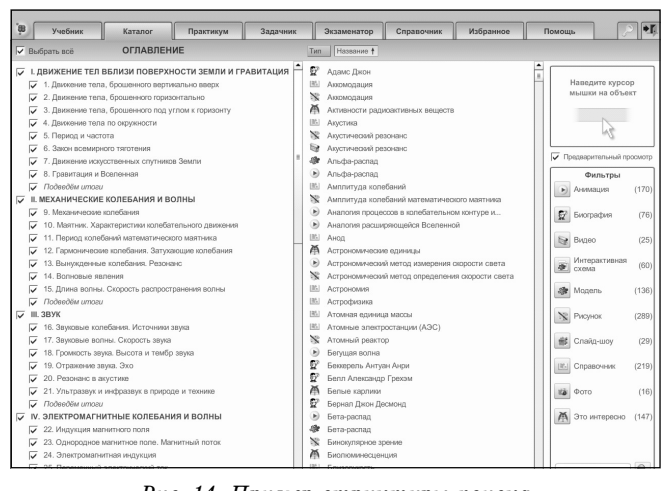 Учебник Каталог Практикум Задачник Экзаменатор Справочник Избранное Помощь
Выбрать всё ОГЛАВЛЕНИЕ Тип Название
I. ДВИЖЕНИЕ ТЕЛ ВБЛИЗИ ПОВЕРХНОСТИ ЗЕМЛИ И ГРАВИТАЦИЯ
1. Движение тела, брошенного вертикально вверх
2. Движение тела, брошенного горизонтально
3. Движение тела, брошенного под углом к горизонту
4. Движение тела по окружности
5. Период и частота
6. Закон всемирного тяготения
7. Движение искусственных спутников Земли
8. Гравитация и Вселенная
Подведём итоги
II. МЕХАНИЧЕСКИЕ КОЛЕБАНИЯ И ВОЛНЫ
9. Механические колебания
10. Маятник. Характеристики колебательного движения
11. Период колебаний математического маятника
12. Гармонические колебания. Затухающие колебания
13. Вынужденные колебания. Резонанс
14. Волновые явления
15. Длина волны. Скорость распространения волны
Подведём итоги
III. ЗВУК
16. Звуковые колебания. Источники звука
17. Звуковые волны. Скорость звука
18. Громкость звука. Высота и тембр звука
19. Отражение звука. Эхо
20. Резонанс в акустике
21. Ультразвук и инфразвук в природе и технике
Подведём итоги
IV. ЭЛЕКТРОМАГНИТНЫЕ КОЛЕБАНИЯ И ВОЛНЫ
22. Индукция магнитного поля
23. Однородное магнитное поле. Магнитный поток
24. Электромагнитная индукция
Адамс Джон
Аккомодация
Аккомодация
Активности радиоактивных веществ
Акустика
Акустический резонанс
Акустический резонанс
Альфа-распад
Альфа-распад
Амплитуда колебаний
Амплитуда колебаний математического маятника
Аналогия процессов в колебательном контуре и...
Аналогия расширяющейся Вселенной
Анод
Астрономические единицы
Астрономический метод измерения скорости света
Астрономический метод определения скорости света
Астрономия
Астрофизика
Атомная единица массы
Атомные электростанции (АЭС)
Атомный реактор
Бегущая волна
Беккерель Антуан Анри
Белл Александр Грехэм
Белые карлики
Бернал Джон Десмонд
Бета-распад
Бета-распад
Бинокулярное зрение
Биолюминесценция
Наведите курсор
мышки на объект
Предварительный просмотр
Фильтры
Анимация (170)
Биография (76)
Видео (25)
Интерактивная
схема (60)
Модель (136)
Рисунок (289)
Слайд-шоу (29)
Справочник (219)
Фото (16)
Это интересно (147)